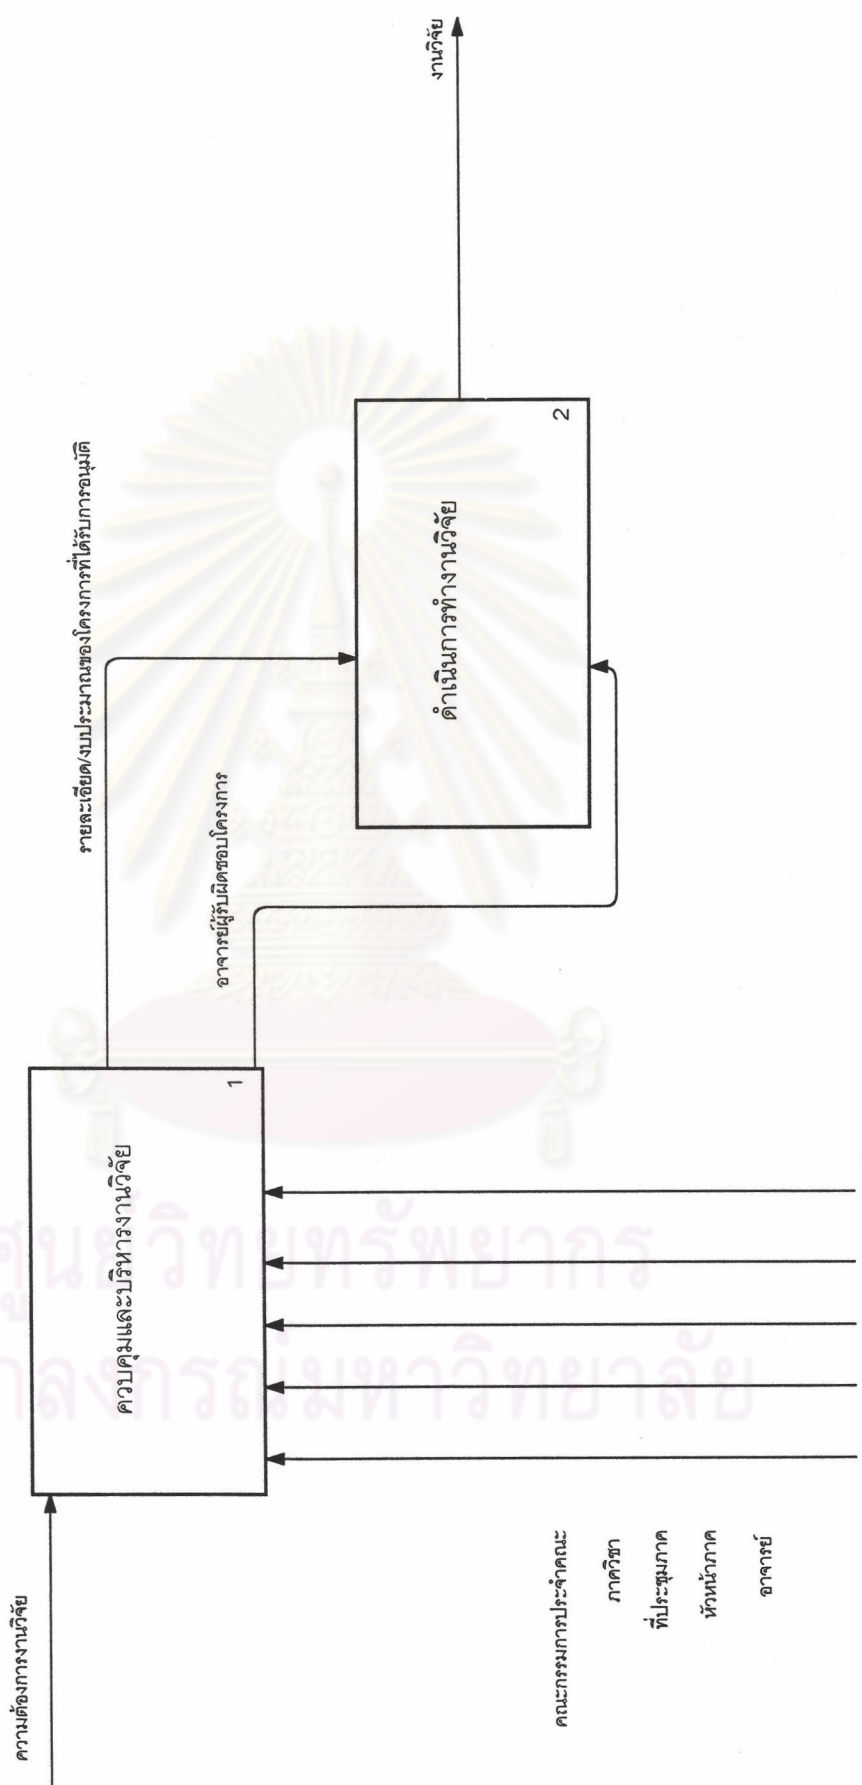 ความต้องการงานวิจัย
ควบคุมและบริหารงานวิจัย
1
รายละเอียด/งบประมาณของโครงการที่ได้รับการอนุมัติ
อาจารย์ผู้รับผิดชอบโครงการ
ดำเนินการทำงานวิจัย
2
งานวิจัย
คณะกรรมการประจำคณะ
ภาควิชา
ที่ประชุมภาค
หัวหน้าภาค
อาจารย์
ศูนย์วิทยทรัพยากร
าลงกรณ์มหาวิทยาลัย